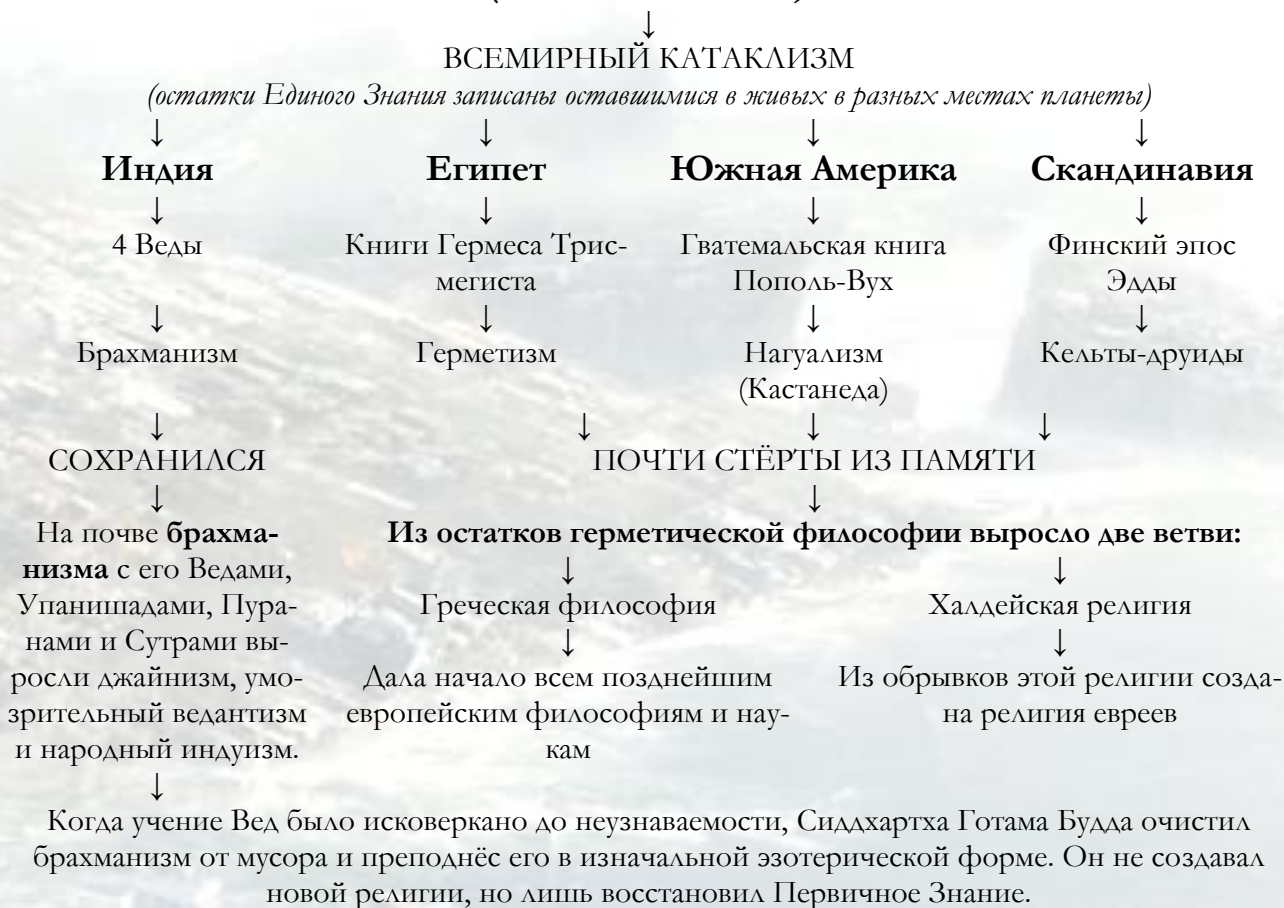 ↓
ВСЕМИРНЫЙ КАТАКЛИЗМ
(остатки Единого Знания записаны оставшимися в живых в разных местах планеты)
↓ ↓ ↓ ↓
Индия Египет Южная Америка Скандинавия
↓ ↓ ↓ ↓
4 Веды Книги Гермеса Трис- Гватемальская книга Финский эпос
мегиста Пополь-Вух Эдды
↓ ↓ ↓ ↓
Брахманизм Герметизм Нагуализм Кельты-друиды
(Кастанеда)
↓ ↓ ↓ ↓
СОХРАНИЛСЯ ПОЧТИ СТЁРТЫ ИЗ ПАМЯТИ
↓ ↓
На почве брахма- Из остатков герметической философии выросло две ветви:
низма с его Ведами, ↓ ↓
Упанишадами, Пура- Греческая философия Халдейская религия
нами и Сутрами вы- ↓ ↓
росли джайнизм, умо- Дала начало всем позднейшим Из обрывков этой религии созда-
зрительный ведантизм европейским философиям и нау- на религия евреев
и народный индуизм. кам
↓
Когда учение Вед было исковеркано до неузнаваемости, Сиддхартха Готама Будда очистил
брахманизм от мусора и преподнёс его в изначальной эзотерической форме. Он не создавал
новой религии, но лишь восстановил Первичное Знание.